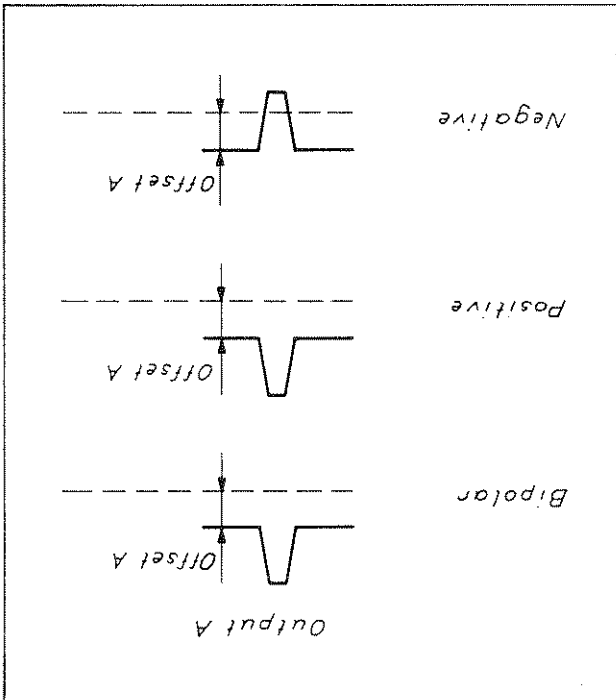 Output A
Offset A
Bipolar
Offset A
Positive
Offset A
Negative